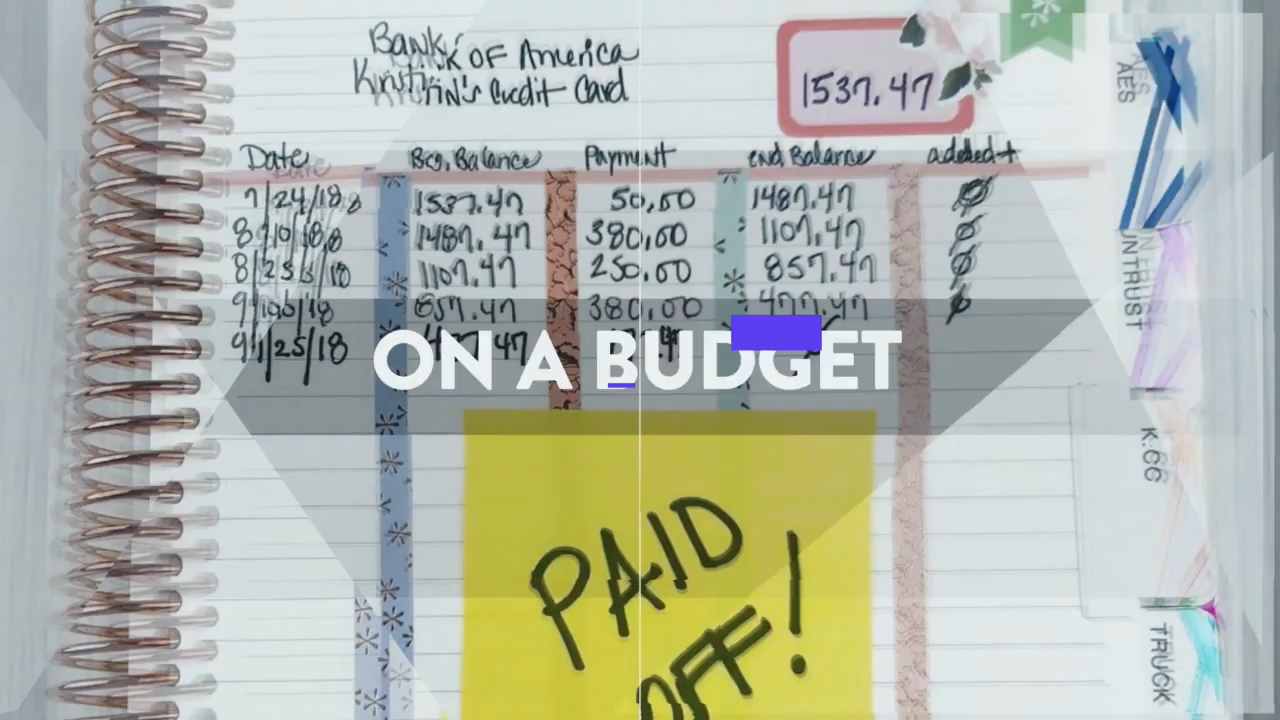 Bank of America
Kristin's Credit Card
1537.47
Date Beg. Balance Payment end. Balance added +
7/24/18 1537.47 50.00 1487.47 Ø
8/10/18 1487.47 380.00 1107.47 Ø
8/25/18 1107.47 250.00 857.47 Ø
9/10/18 857.47 380.00 477.47 Ø
9/25/18
ON A BUDGET
PAID
OFF!
AES
UNTRUST
K.CC
TRUCK